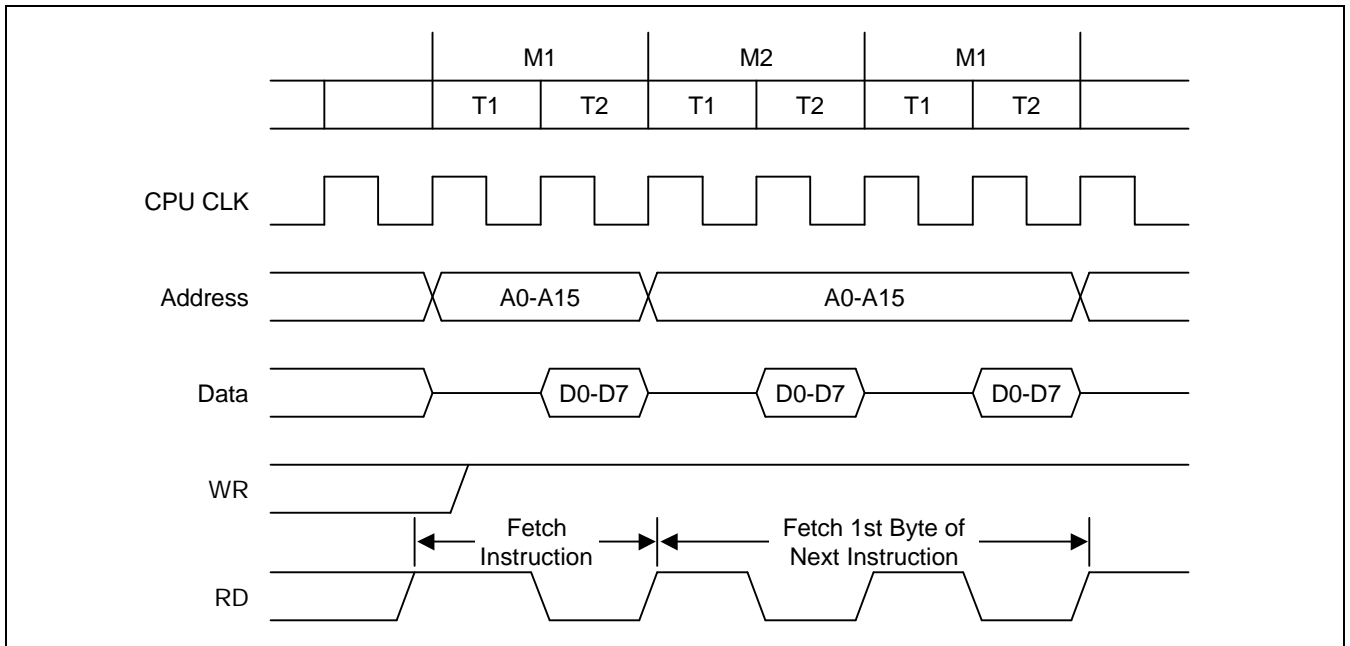 M1 M2 M1
T1 T2 T1 T2 T1 T2
CPU CLK
Address A0-A15 A0-A15
Data D0-D7 D0-D7 D0-D7
WR
Fetch Instruction
Fetch 1st Byte of
Next Instruction
RD